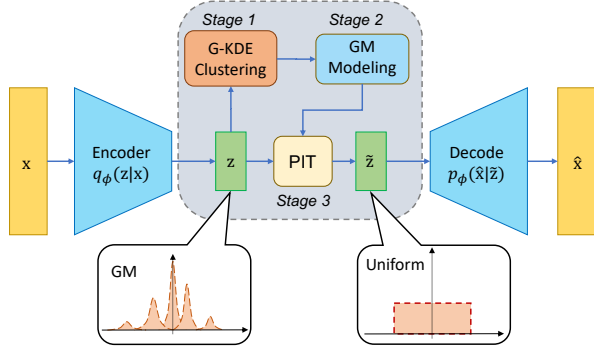 Stage 1
Stage 2
G-KDE
Clustering
GM
Modeling
x
Encoder
qϕ(z|x)
z
PIT
z̃
Decode
pϕ(x̂|z̃)
x̂
Stage 3
GM
Uniform